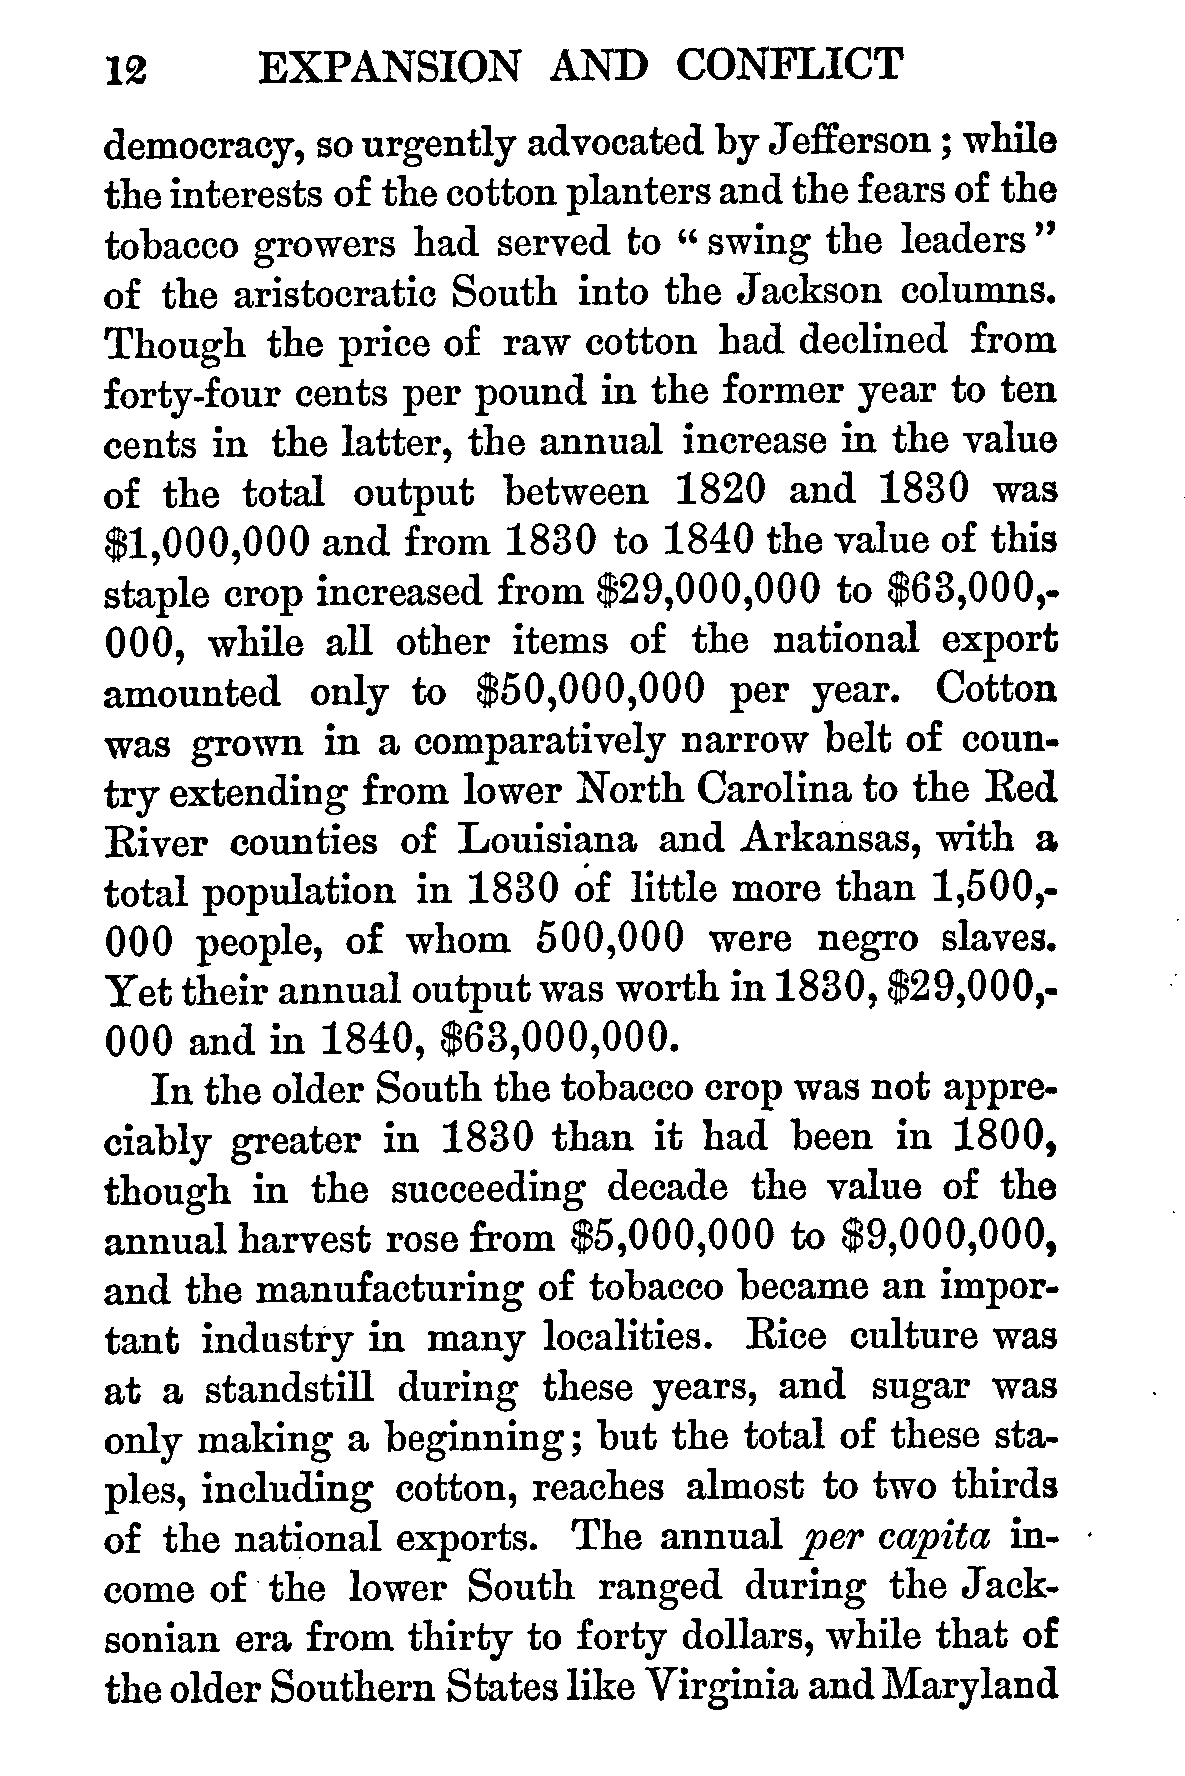 12 EXPANSION AND CONFLICT
democracy, so urgently advocated by Jefferson ; while
the interests of the cotton planters and the fears of the
tobacco growers had served to “ swing the leaders ”
of the aristocratic South into the Jackson columns.
Though the price of raw cotton had declined from
forty-four cents per pound in the former year to ten
cents in the latter, the annual increase in the value
of the total output between 1820 and 1830 was
$1,000,000 and from 1830 to 1840 the value of this
staple crop increased from $29,000,000 to $63,000,-
000, while all other items of the national export
amounted only to $50,000,000 per year. Cotton
was grown in a comparatively narrow belt of coun-
try extending from lower North Carolina to the Red
River counties of Louisiana and Arkansas, with a
total population in 1830 of little more than 1,500,-
000 people, of whom 500,000 were negro slaves.
Yet their annual output was worth in 1830, $29,000,-
000 and in 1840, $63,000,000.
In the older South the tobacco crop was not appre-
ciably greater in 1830 than it had been in 1800,
though in the succeeding decade the value of the
annual harvest rose from $5,000,000 to $9,000,000,
and the manufacturing of tobacco became an impor-
tant industry in many localities. Rice culture was
at a standstill during these years, and sugar was
only making a beginning; but the total of these sta-
ples, including cotton, reaches almost to two thirds
of the national exports. The annual per capita in-
come of the lower South ranged during the Jack-
sonian era from thirty to forty dollars, while that of
the older Southern States like Virginia and Maryland